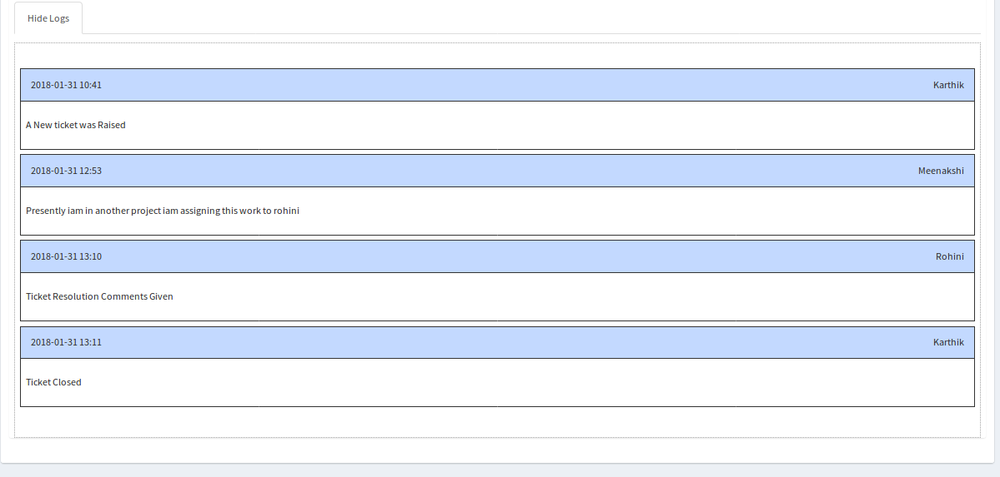 Hide Logs
2018-01-31 10:41 Karthik
A New ticket was Raised
2018-01-31 12:53 Meenakshi
Presently iam in another project iam assigning this work to rohini
2018-01-31 13:10 Rohini
Ticket Resolution Comments Given
2018-01-31 13:11 Karthik
Ticket Closed